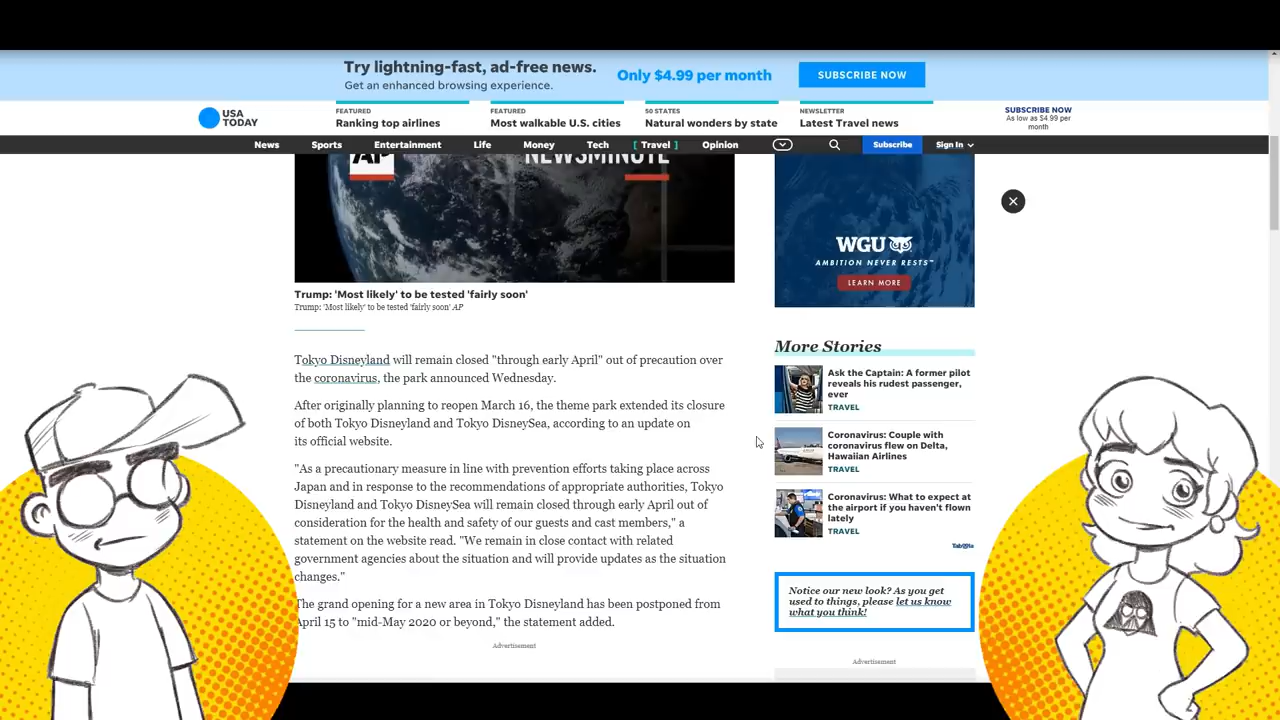 Try lightning-fast, ad-free news.
Get an enhanced browsing experience.
Only $4.99 per month
SUBSCRIBE NOW
USA
TODAY
FEATURED
Ranking top airlines
FEATURED
Most walkable U.S. cities
50 STATES
Natural wonders by state
NEWSLETTER
Latest Travel news
SUBSCRIBE NOW
As low as $4.99 per
month
News
Sports
Entertainment
Life
Money
Tech
[ Travel ]
Opinion
Subscribe
Sign In
AP
NEWSMINUTE
Trump: 'Most likely' to be tested 'fairly soon'
Trump: 'Most likely' to be tested 'fairly soon' AP
Tokyo Disneyland will remain closed "through early April" out of precaution over
the coronavirus, the park announced Wednesday.
After originally planning to reopen March 16, the theme park extended its closure
of both Tokyo Disneyland and Tokyo DisneySea, according to an update on
its official website.
"As a precautionary measure in line with prevention efforts taking place across
Japan and in response to the recommendations of appropriate authorities, Tokyo
Disneyland and Tokyo DisneySea will remain closed through early April out of
consideration for the health and safety of our guests and cast members," a
statement on the website read. "We remain in close contact with related
government agencies about the situation and will provide updates as the situation
changes."
The grand opening for a new area in Tokyo Disneyland has been postponed from
April 15 to "mid-May 2020 or beyond," the statement added.
Advertisement
WGU
AMBITION NEVER RESTS™
LEARN MORE
More Stories
Ask the Captain: A former pilot
reveals his rudest passenger,
ever
TRAVEL
Coronavirus: Couple with
coronavirus flew on Delta,
Hawaiian Airlines
TRAVEL
Coronavirus: What to expect at
the airport if you haven't flown
lately
TRAVEL
Taboola
Notice our new look? As you get
used to things, please let us know
what you think!
Advertisement